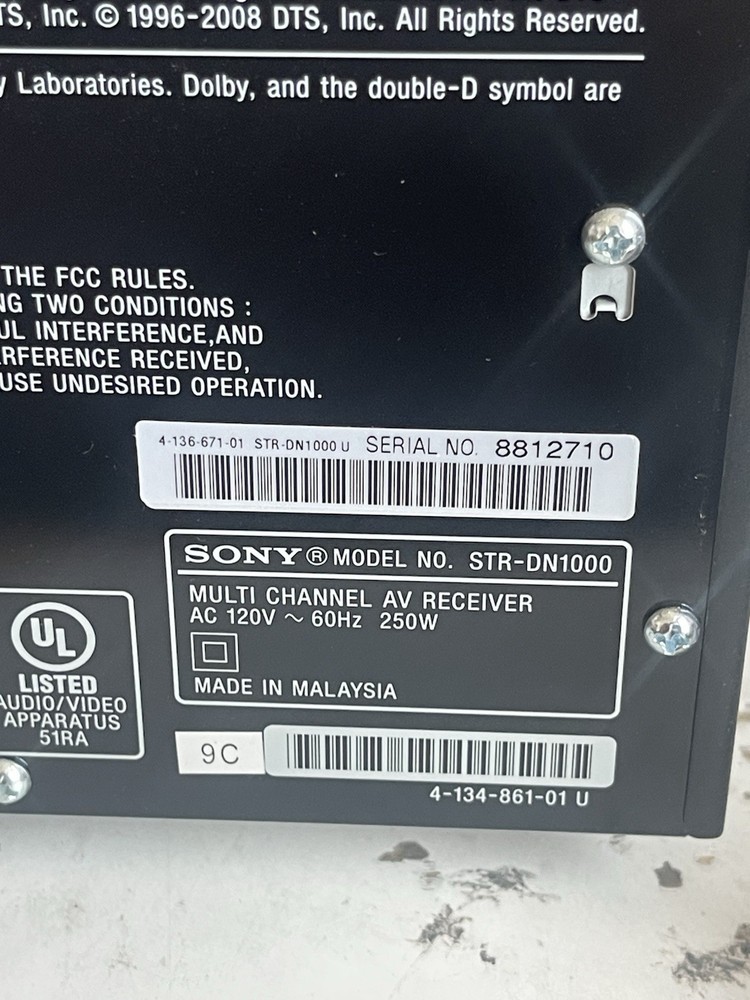 TS, Inc. © 1996-2008 DTS, Inc. All Rights Reserved.
Laboratories. Dolby, and the double-D symbol are
THE FCC RULES.
NG TWO CONDITIONS :
UL INTERFERENCE,AND
RFERENCE RECEIVED,
USE UNDESIRED OPERATION.
4-136-671-01 STR-DN1000 U SERIAL NO. 8812710
SONY® MODEL NO. STR-DN1000
MULTI CHANNEL AV RECEIVER
AC 120V ~ 60Hz 250W
MADE IN MALAYSIA
UL
LISTED
AUDIO/VIDEO
APPARATUS
51RA
9C
4-134-861-01 U